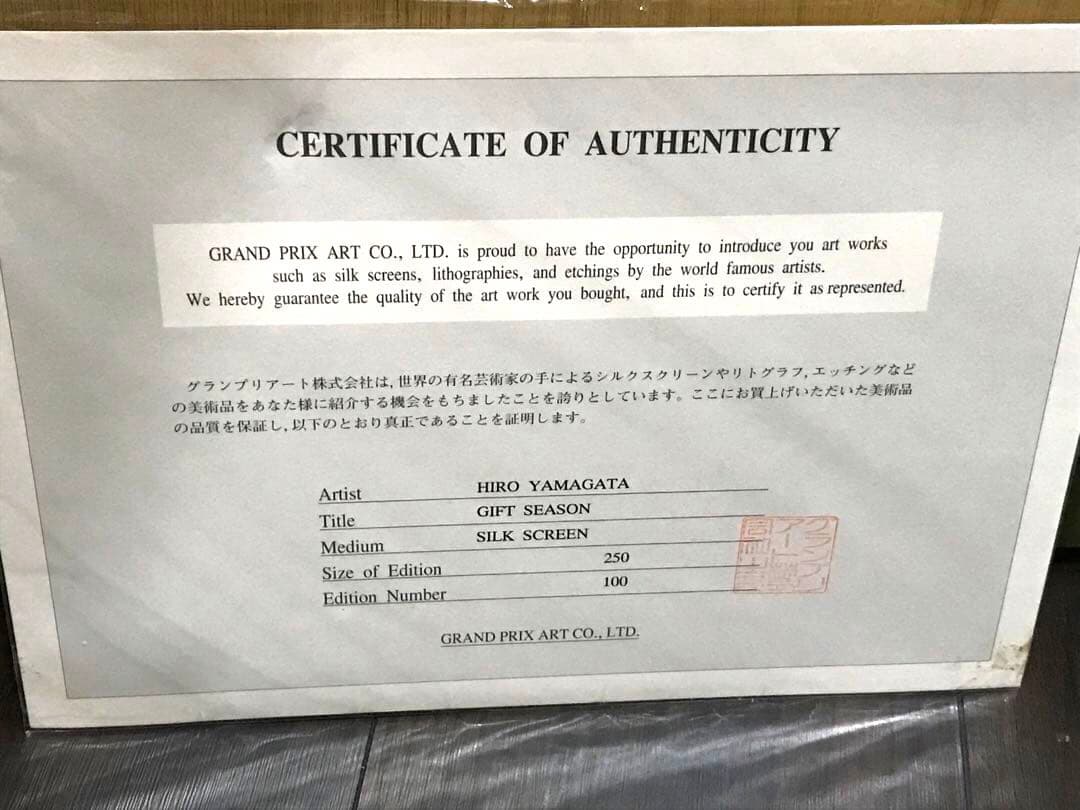 CERTIFICATE OF AUTHENTICITY
GRAND PRIX ART CO., LTD. is proud to have the opportunity to introduce you art works
such as silk screens, lithographies, and etchings by the world famous artists.
We hereby guarantee the quality of the art work you bought, and this is to certify it as represented.
グランプリアート株式会社は,世界の有名芸術家の手によるシルクスクリーンやリトグラフ,エッチングなど
の美術品をあなた様に紹介する機会をもちましたことを誇りとしています。ここにお買上げいただいた美術品
の品質を保証し,以下のとおり真正であることを証明します。
Artist HIRO YAMAGATA
Title GIFT SEASON
Medium SILK SCREEN
Size of Edition 250
Edition Number 100
GRAND PRIX ART CO., LTD.